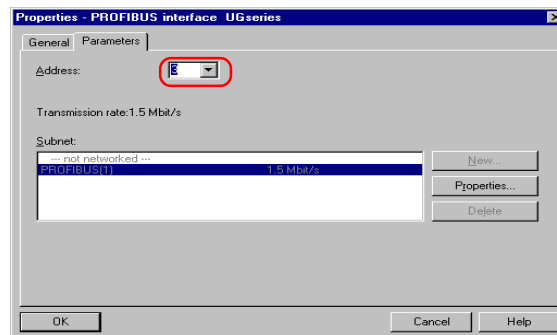 Properties - PROFIBUS interface UGseries
General Parameters
Address: 3
Transmission rate:1.5 Mbit/s
Subnet:
--- not networked ---
PROFIBUS(1) 1.5 Mbit/s
New...
Properties...
Delete
OK Cancel Help